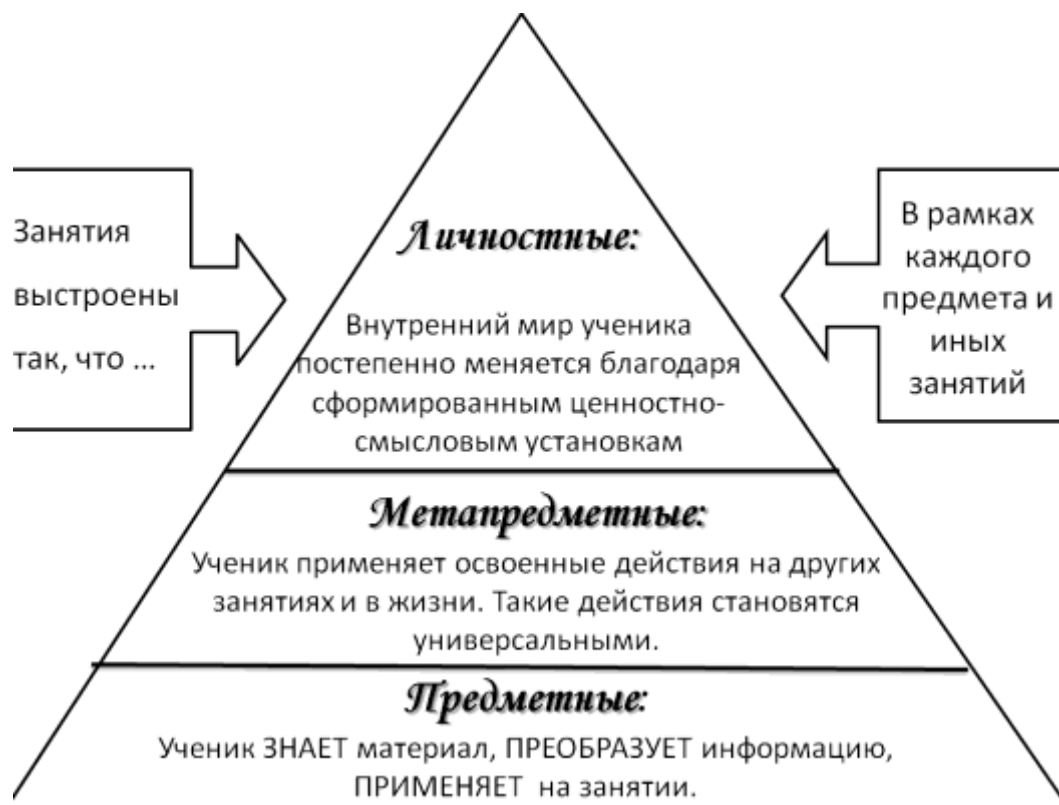 Занятия
выстроены
так, что ...
Личностные:
Внутренний мир ученика
постепенно меняется благодаря
сформированным ценностно-
смысловым установкам
В рамках
каждого
предмета и
иных
занятий
Метапредметные:
Ученик применяет освоенные действия на других
занятиях и в жизни. Такие действия становятся
универсальными.
Предметные:
Ученик ЗНАЕТ материал, ПРЕОБРАЗУЕТ информацию,
ПРИМЕНЯЕТ на занятии.